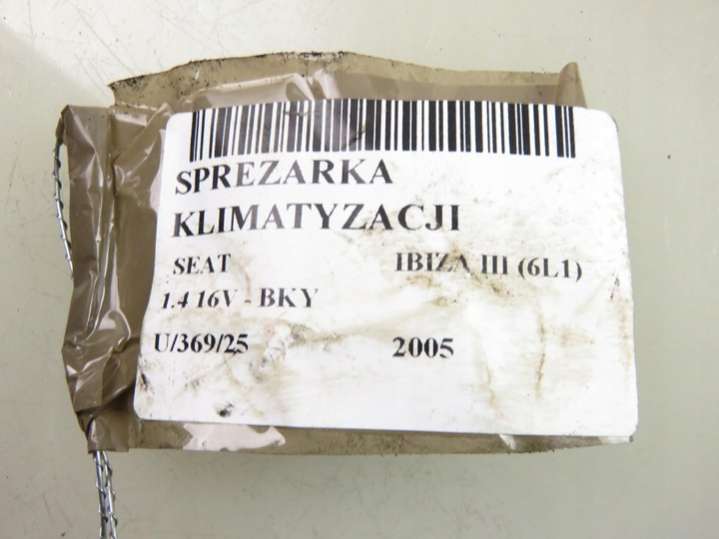 SPREZARKA
KLIMATYZACJI
SEAT IBIZA III (6L1)
1.4 16V - BKY
U/369/25 2005